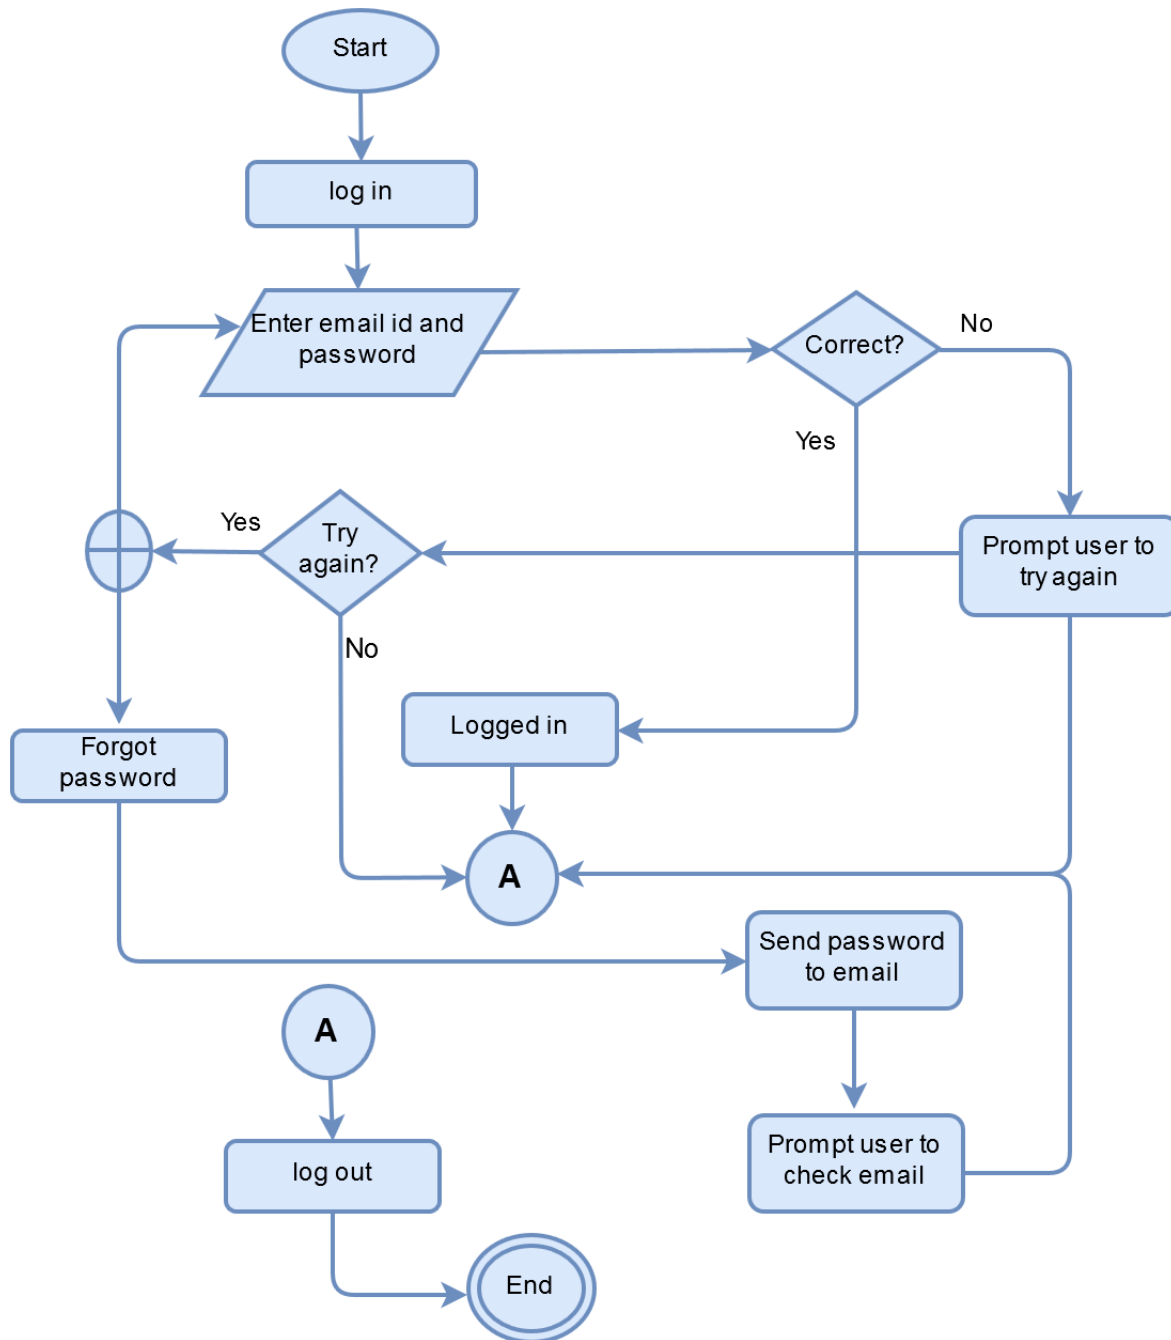 Start
log in
Enter email id and
password
Correct?
No
Yes
Try
again?
Yes
No
Prompt user to
try again
Logged in
Forgot
password
A
Send password
to email
A
Prompt user to
check email
log out
End